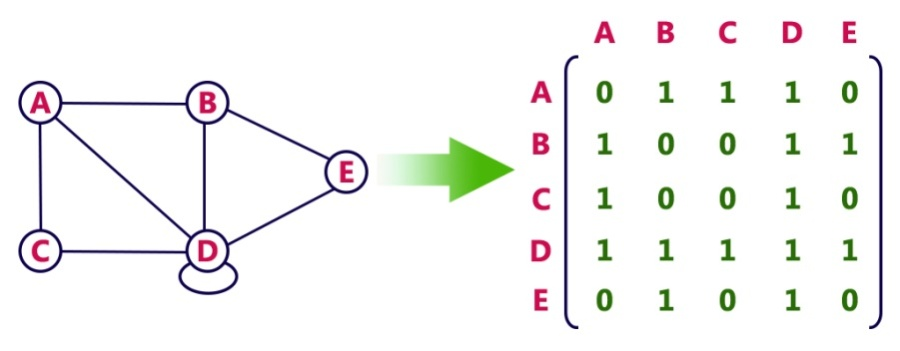 A B C D E
A B
A 0 1 1 1 0
B 1 0 0 1 1
E
C 1 0 0 1 0
C D
D 1 1 1 1 1
E 0 1 0 1 0